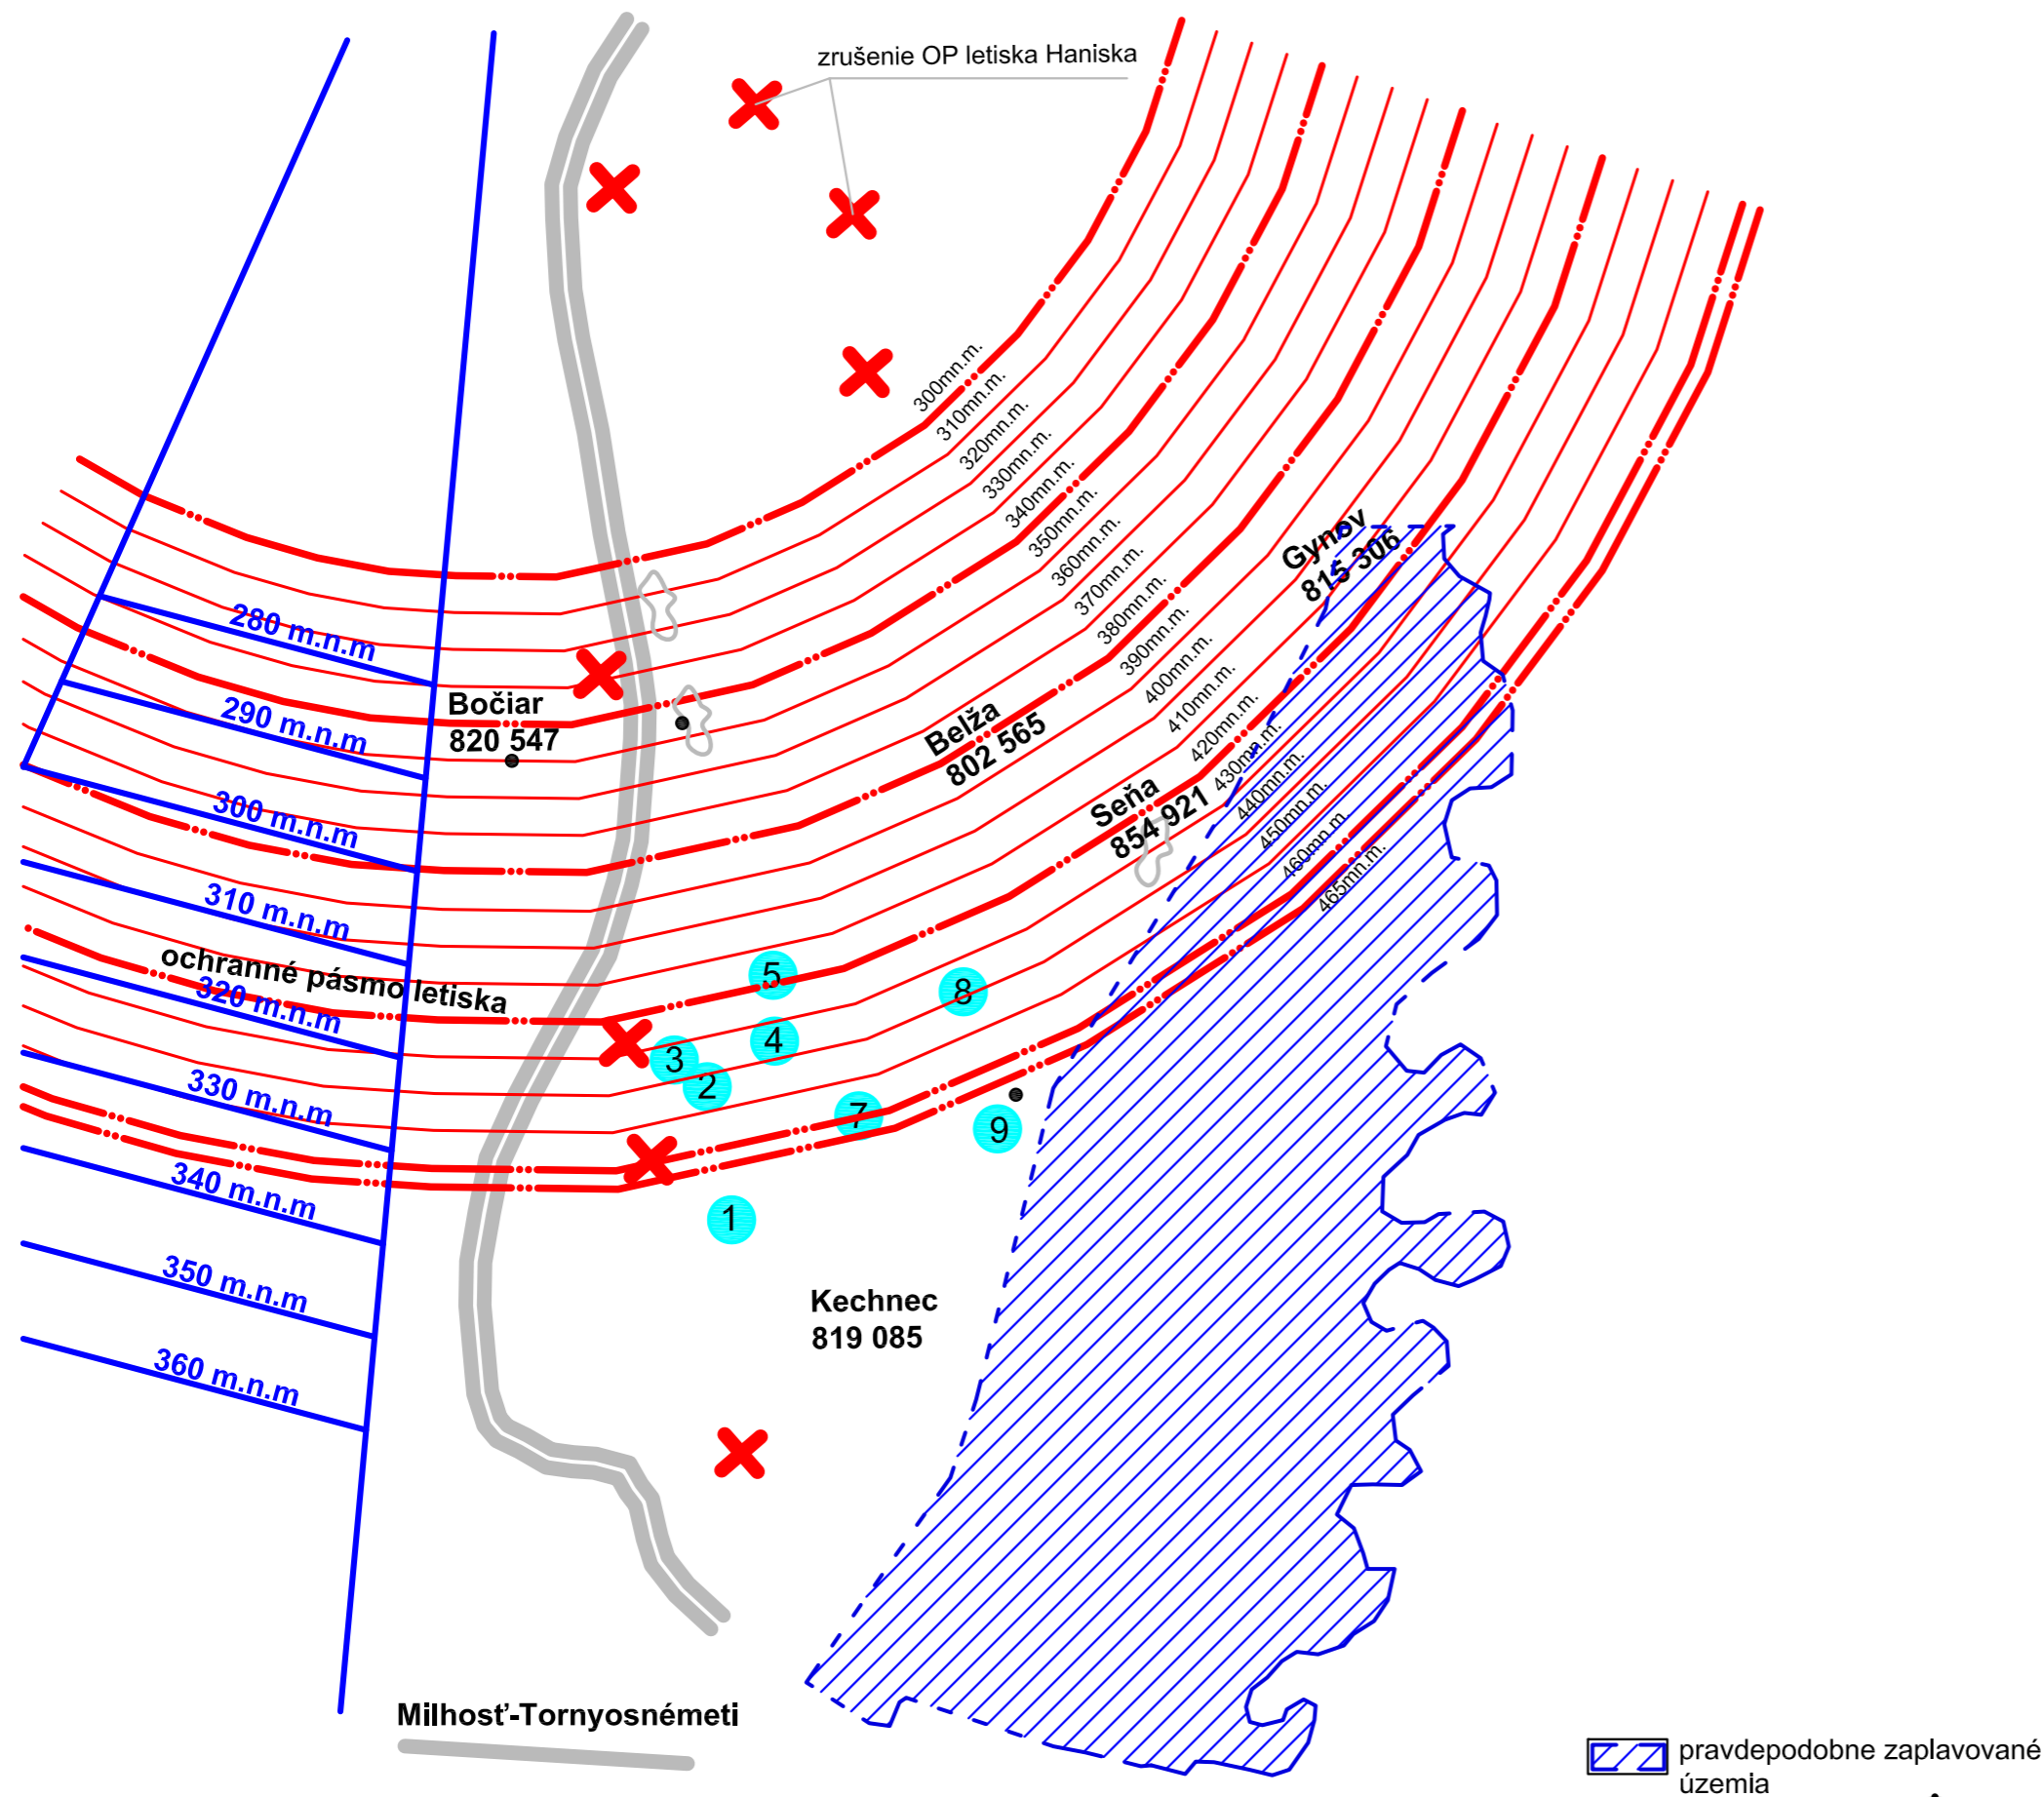 zrušenie OP letiska Haniska
300mn.m.
310mn.m.
320mn.m.
330mn.m.
340mn.m.
350mn.m.
360mn.m.
370mn.m.
380mn.m.
390mn.m.
400mn.m.
410mn.m.
420mn.m.
430mn.m.
440mn.m.
450mn.m.
460mn.m.
465mn.m.
Gynov
815 306
280 m.n.m
290 m.n.m
300 m.n.m
310 m.n.m
320 m.n.m
330 m.n.m
340 m.n.m
350 m.n.m
360 m.n.m
Bočiar
820 547
Belža
802 565
Seňa
854 921
ochranné pásmo letiska
5
8
4
3
2
7
9
1
Kechnec
819 085
Milhosť-Tornyosnémeti
pravdepodobne zaplavované
územia